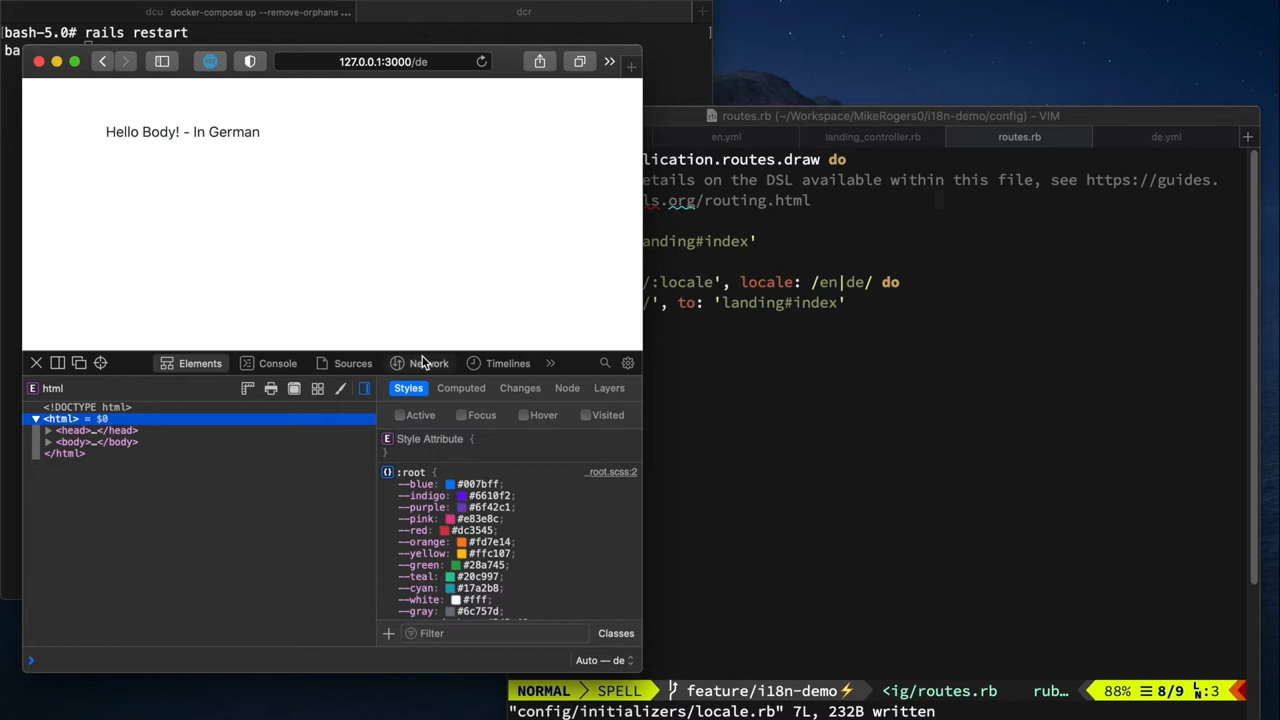 dcu docker-compose up --remove-orphans ...
dcr
[bash-5.0# rails restart ]
ba
127.0.0.1:3000/de
Hello Body! - In German
routes.rb (~/Workspace/MikeRogers0/i18n-demo/config) - VIM
en.yml
landing_controller.rb
routes.rb
de.yml
lication.routes.draw do
etails on the DSL available within this file, see https://guides.
ls.org/routing.html
anding#index'
/:locale', locale: /en|de/ do
/', to: 'landing#index'
Elements
Console
Sources
Network
Timelines
E html
<!DOCTYPE html>
<html> = $0
<head>…</head>
<body>…</body>
</html>
Styles
Computed
Changes
Node
Layers
Active
Focus
Hover
Visited
E Style Attribute {
}
{} :root {
_root.scss:2
--blue: #007bff;
--indigo: #6610f2;
--purple: #6f42c1;
--pink: #e83e8c;
--red: #dc3545;
--orange: #fd7e14;
--yellow: #ffc107;
--green: #28a745;
--teal: #20c997;
--cyan: #17a2b8;
--white: #fff;
--gray: #6c757d;
Filter
Classes
Auto — de
NORMAL SPELL feature/i18n-demo⚡ <ig/routes.rb rub… 88% ☰ 8/9 LN:3
"config/initializers/locale.rb" 7L, 232B written